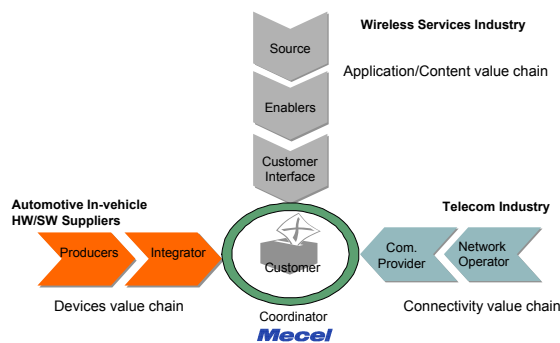 Wireless Services Industry
Source
Application/Content value chain
Enablers
Customer
Interface
Automotive In-vehicle
HW/SW Suppliers
Telecom Industry
Producers
Integrator
Customer
Com.
Provider
Network
Operator
Devices value chain
Connectivity value chain
Coordinator
Mecel